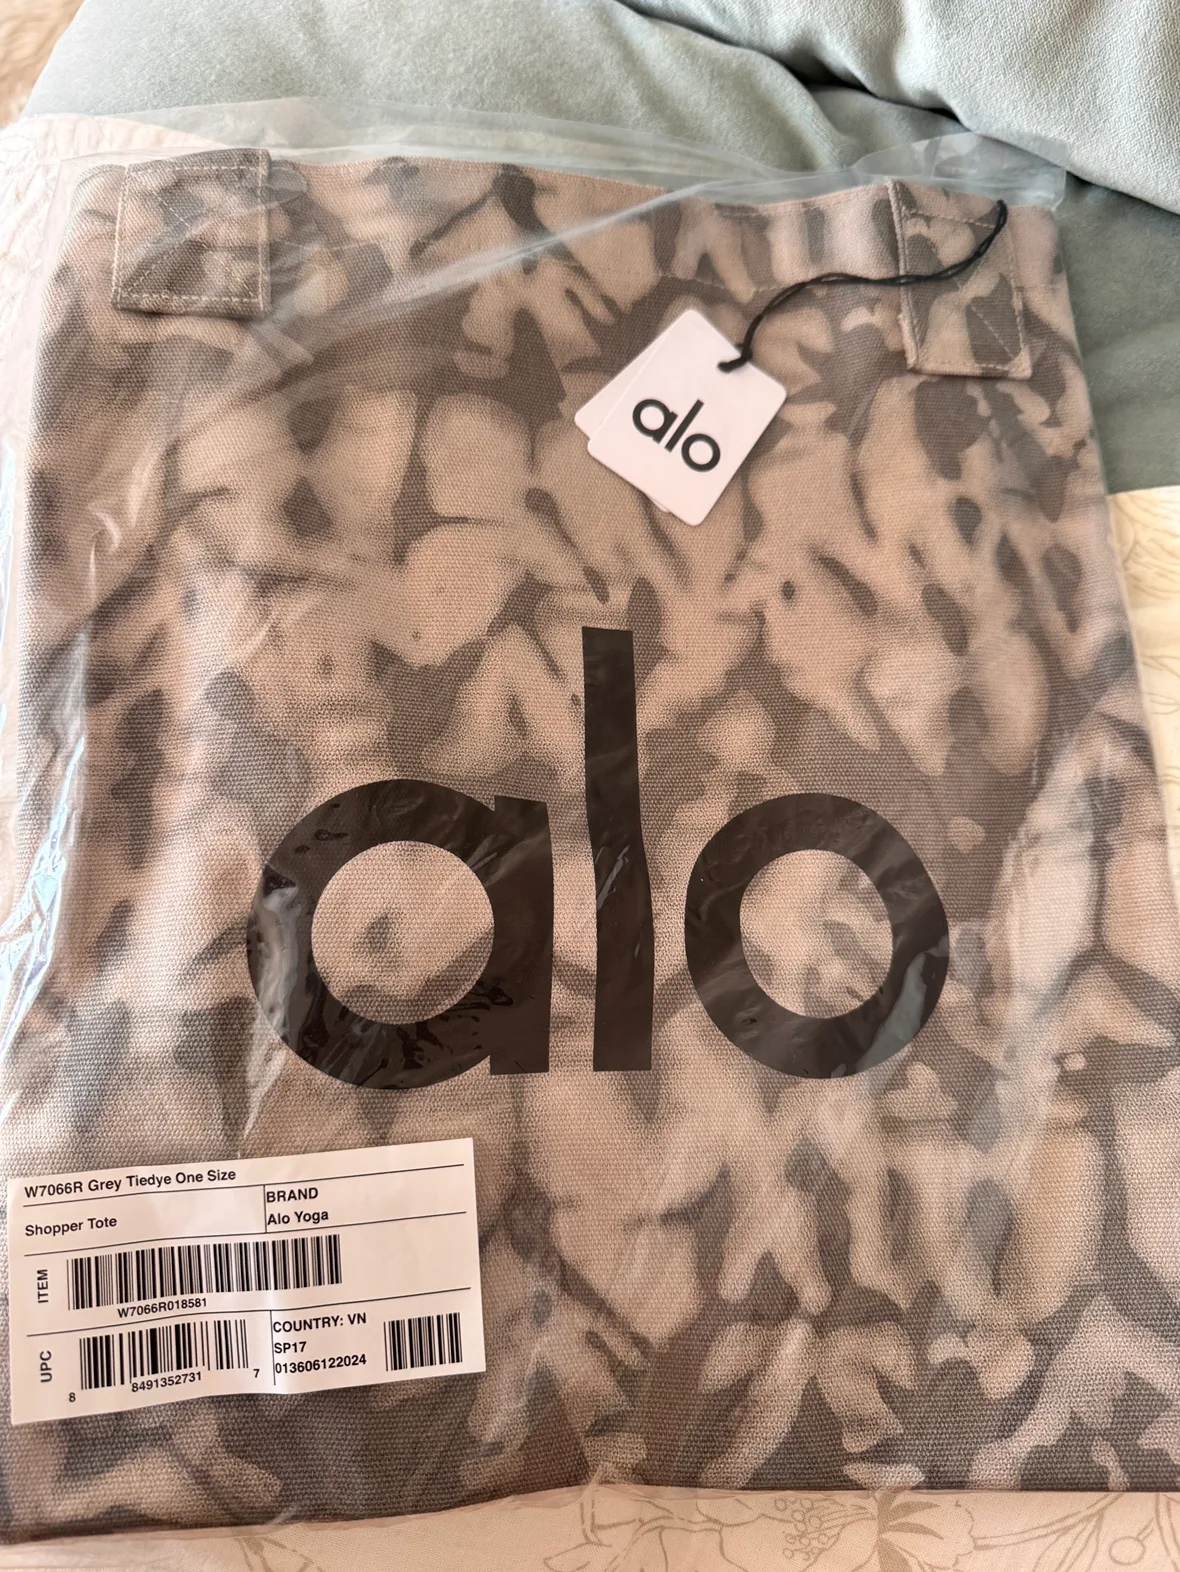 alo
alo
W7066R Grey Tiedye One Size
Shopper Tote
BRAND
Alo Yoga
ITEM
W7066R018581
UPC
8 8491352731 7
COUNTRY: VN
SP17
013606122024